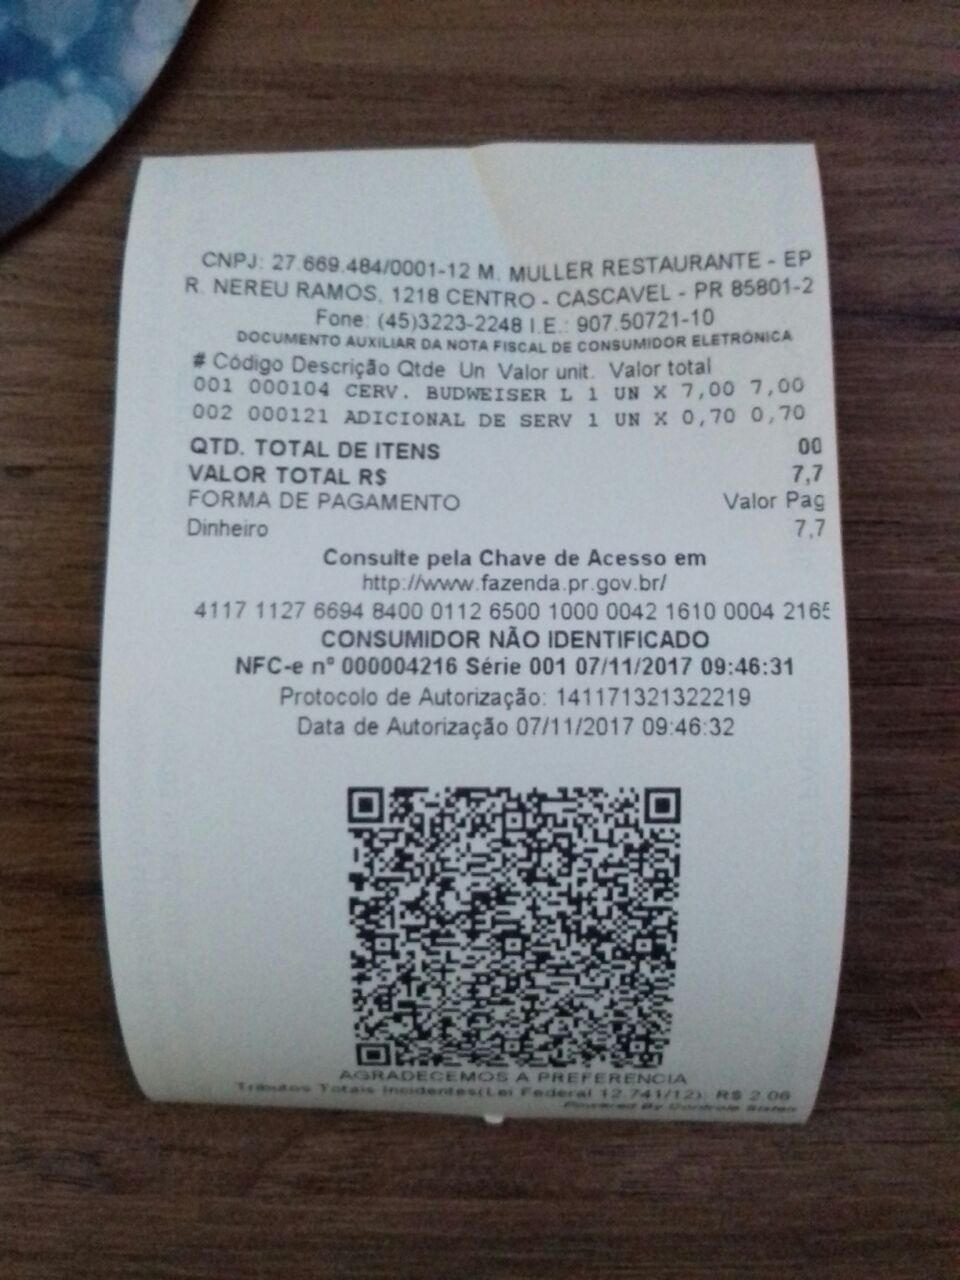 CNPJ: 27.669.484/0001-12 M. MULLER RESTAURANTE - EP
R. NEREU RAMOS, 1218 CENTRO - CASCAVEL - PR 85801-2
Fone: (45)3223-2248 I.E.: 907.50721-10
DOCUMENTO AUXILIAR DA NOTA FISCAL DE CONSUMIDOR ELETRÔNICA
# Código Descrição Qtde Un Valor unit. Valor total
001 000104 CERV. BUDWEISER L 1 UN X 7,00 7,00
002 000121 ADICIONAL DE SERV 1 UN X 0,70 0,70
QTD. TOTAL DE ITENS 00
VALOR TOTAL R$ 7,7
FORMA DE PAGAMENTO Valor Pag
Dinheiro 7,7
Consulte pela Chave de Acesso em
http://www.fazenda.pr.gov.br/
4117 1127 6694 8400 0112 6500 1000 0042 1610 0004 2165
CONSUMIDOR NÃO IDENTIFICADO
NFC-e nº 000004216 Série 001 07/11/2017 09:46:31
Protocolo de Autorização: 141171321322219
Data de Autorização 07/11/2017 09:46:32
AGRADECEMOS A PREFERENCIA
Tributos Totais Incidentes(Lei Federal 12.741/12): R$ 2.06
Powered By Controle Sistem